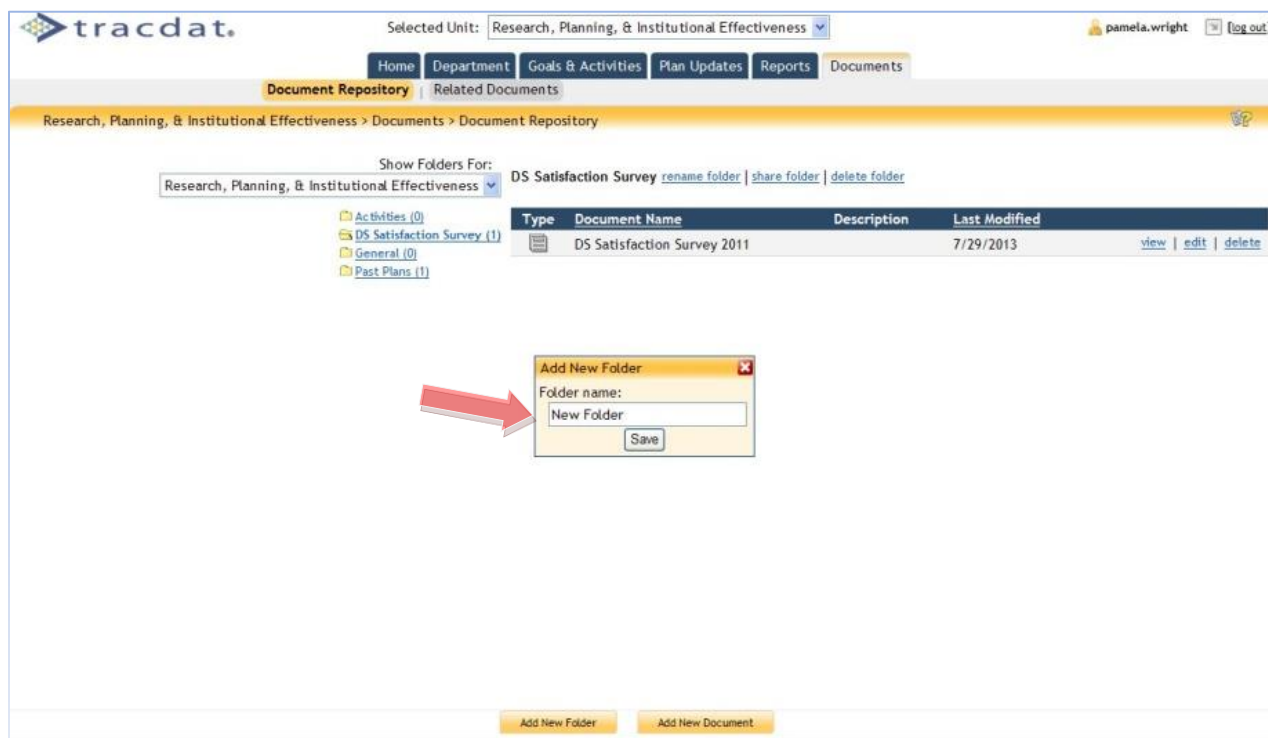 tracdat.
Selected Unit: Research, Planning, & Institutional Effectiveness
pamela.wright [log out
Home Department Goals & Activities Plan Updates Reports Documents
Document Repository | Related Documents
Research, Planning, & Institutional Effectiveness > Documents > Document Repository
Show Folders For:
Research, Planning, & Institutional Effectiveness
Activities (0)
DS Satisfaction Survey (1)
General (0)
Past Plans (1)
DS Satisfaction Survey rename folder | share folder | delete folder
Type Document Name Description Last Modified
DS Satisfaction Survey 2011 7/29/2013 view | edit | delete
Add New Folder
Folder name:
New Folder
Save
Add New Folder Add New Document